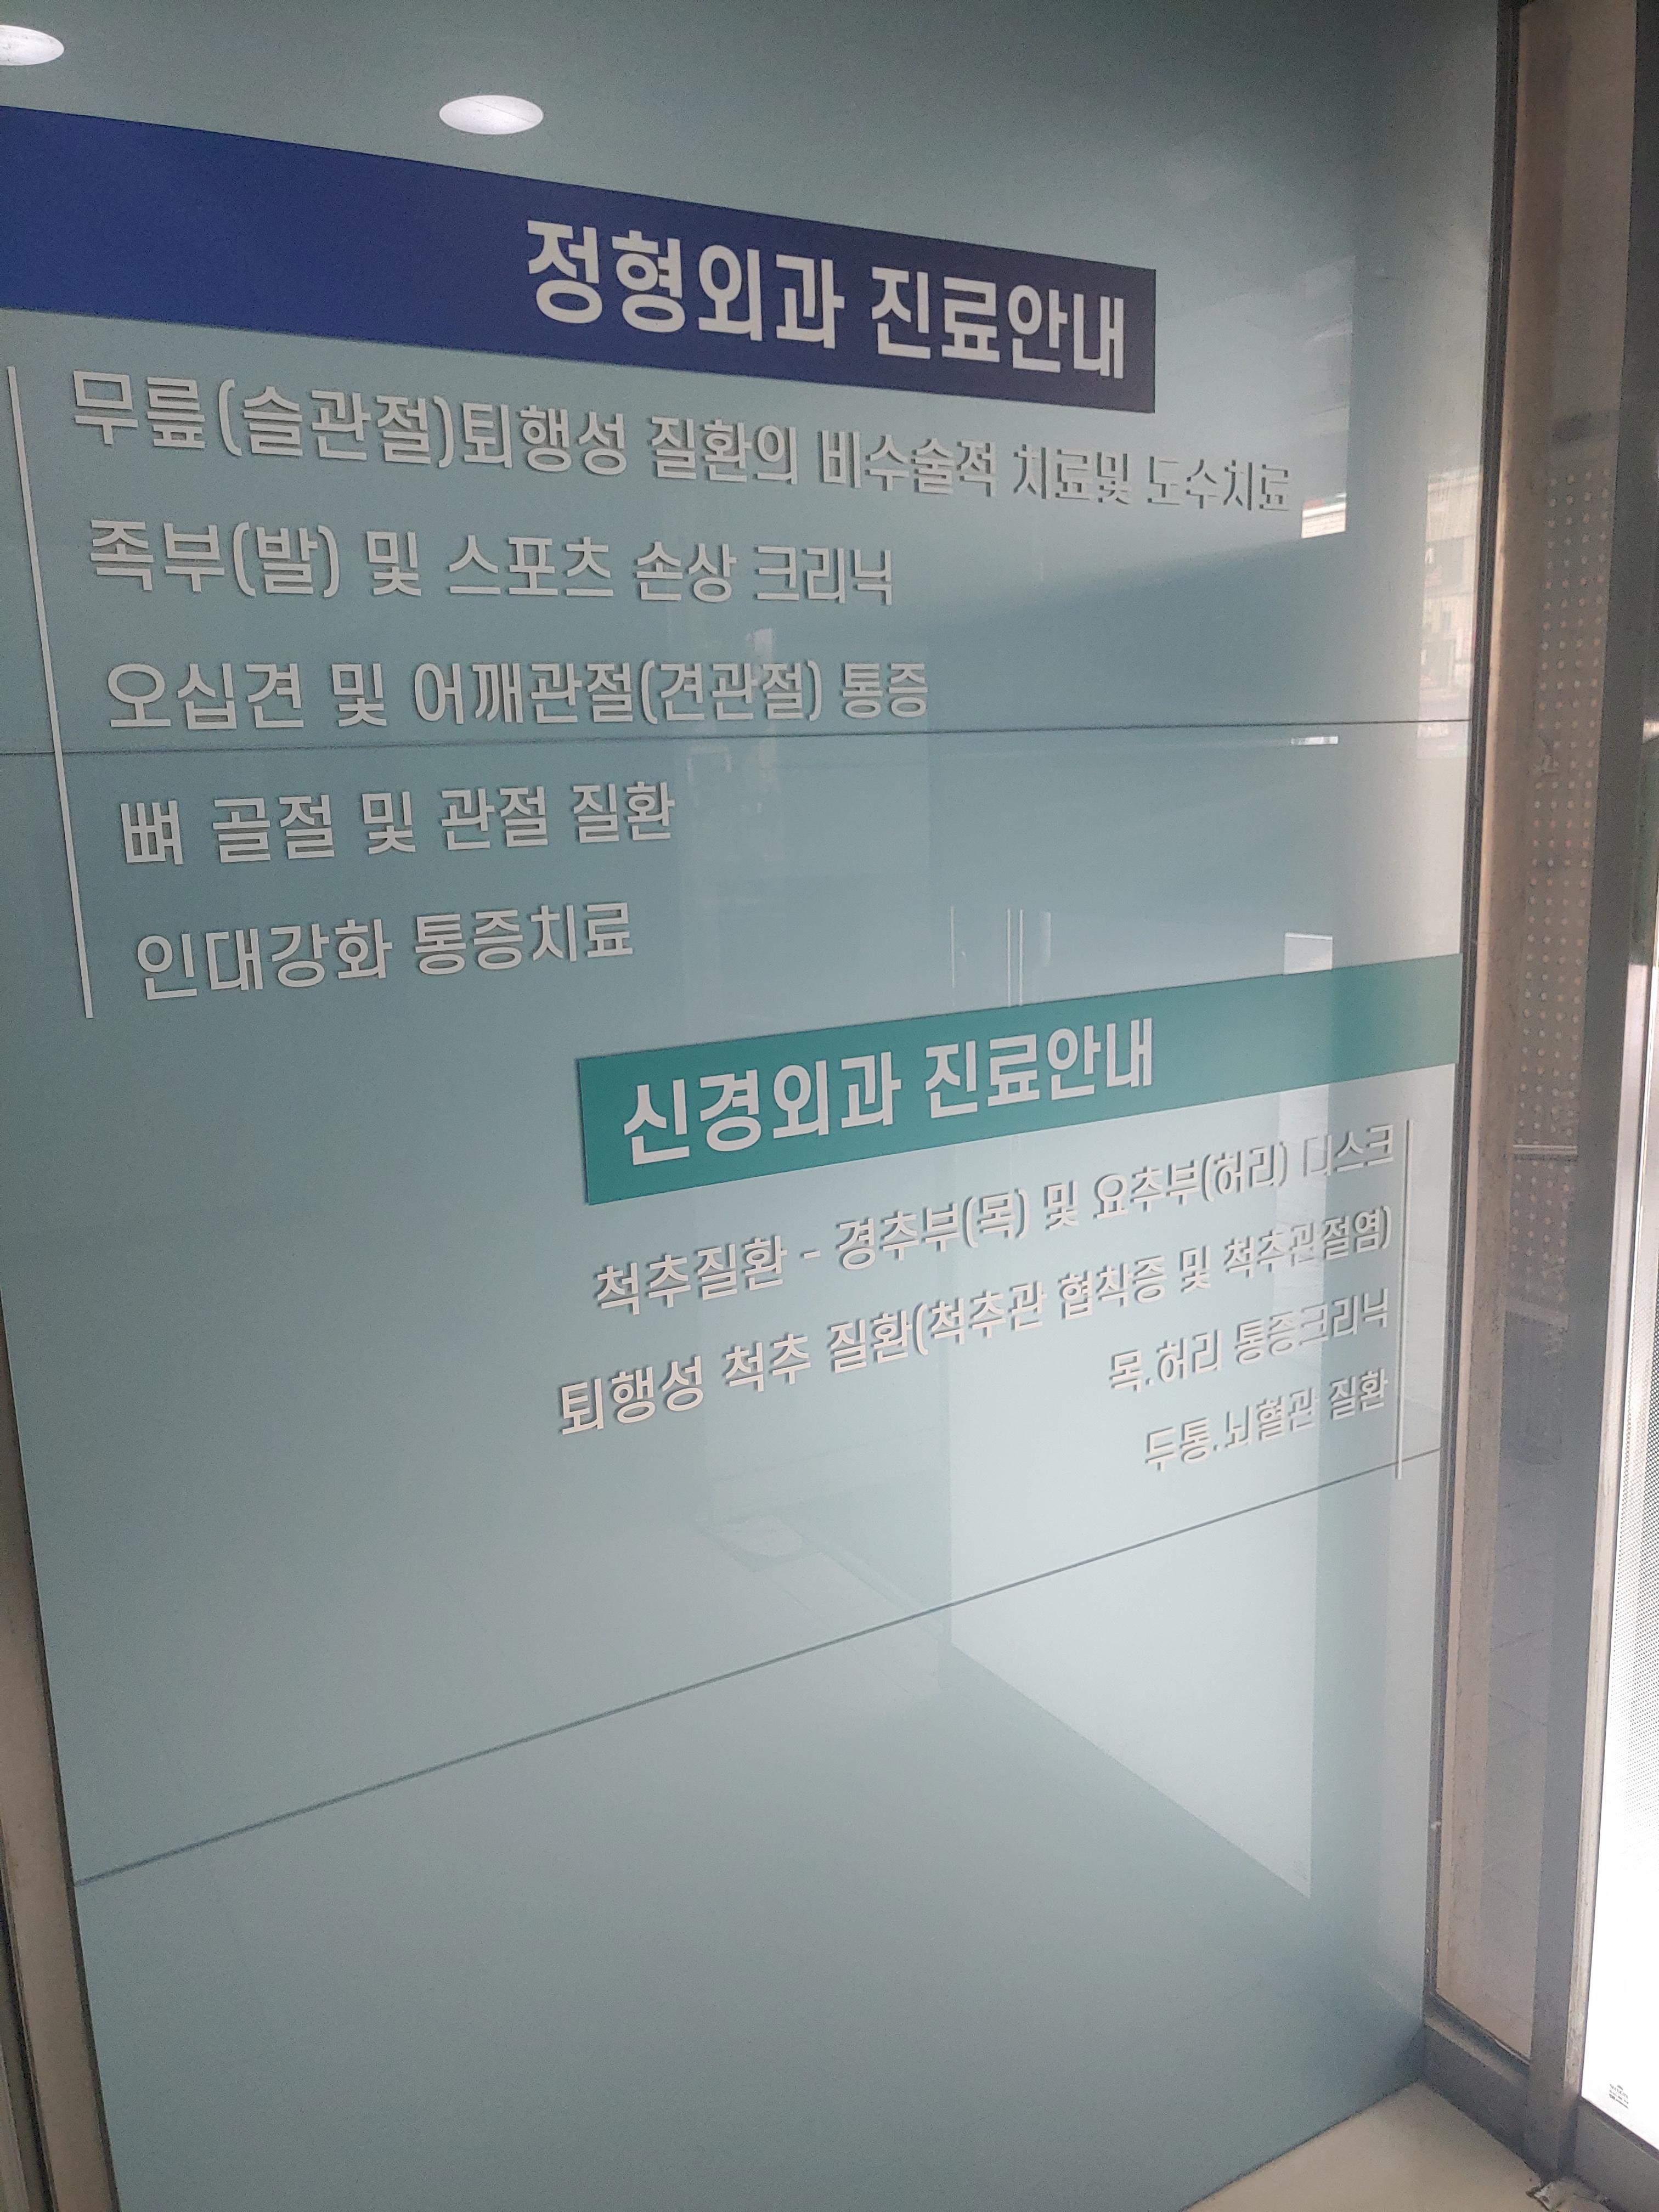 정형외과 진료안내
무릎(슬관절)퇴행성 질환의 비수술적 치료및 도수치료
족부(발) 및 스포츠 손상 크리닉
오십견 및 어깨관절(견관절) 통증
뼈 골절 및 관절 질환
인대강화 통증치료
신경외과 진료안내
척추질환 - 경추부(목) 및 요추부(허리) 디스크
퇴행성 척추 질환(척추관 협착증 및 척추관절염)
목.허리 통증크리닉
두통.뇌혈관 질환